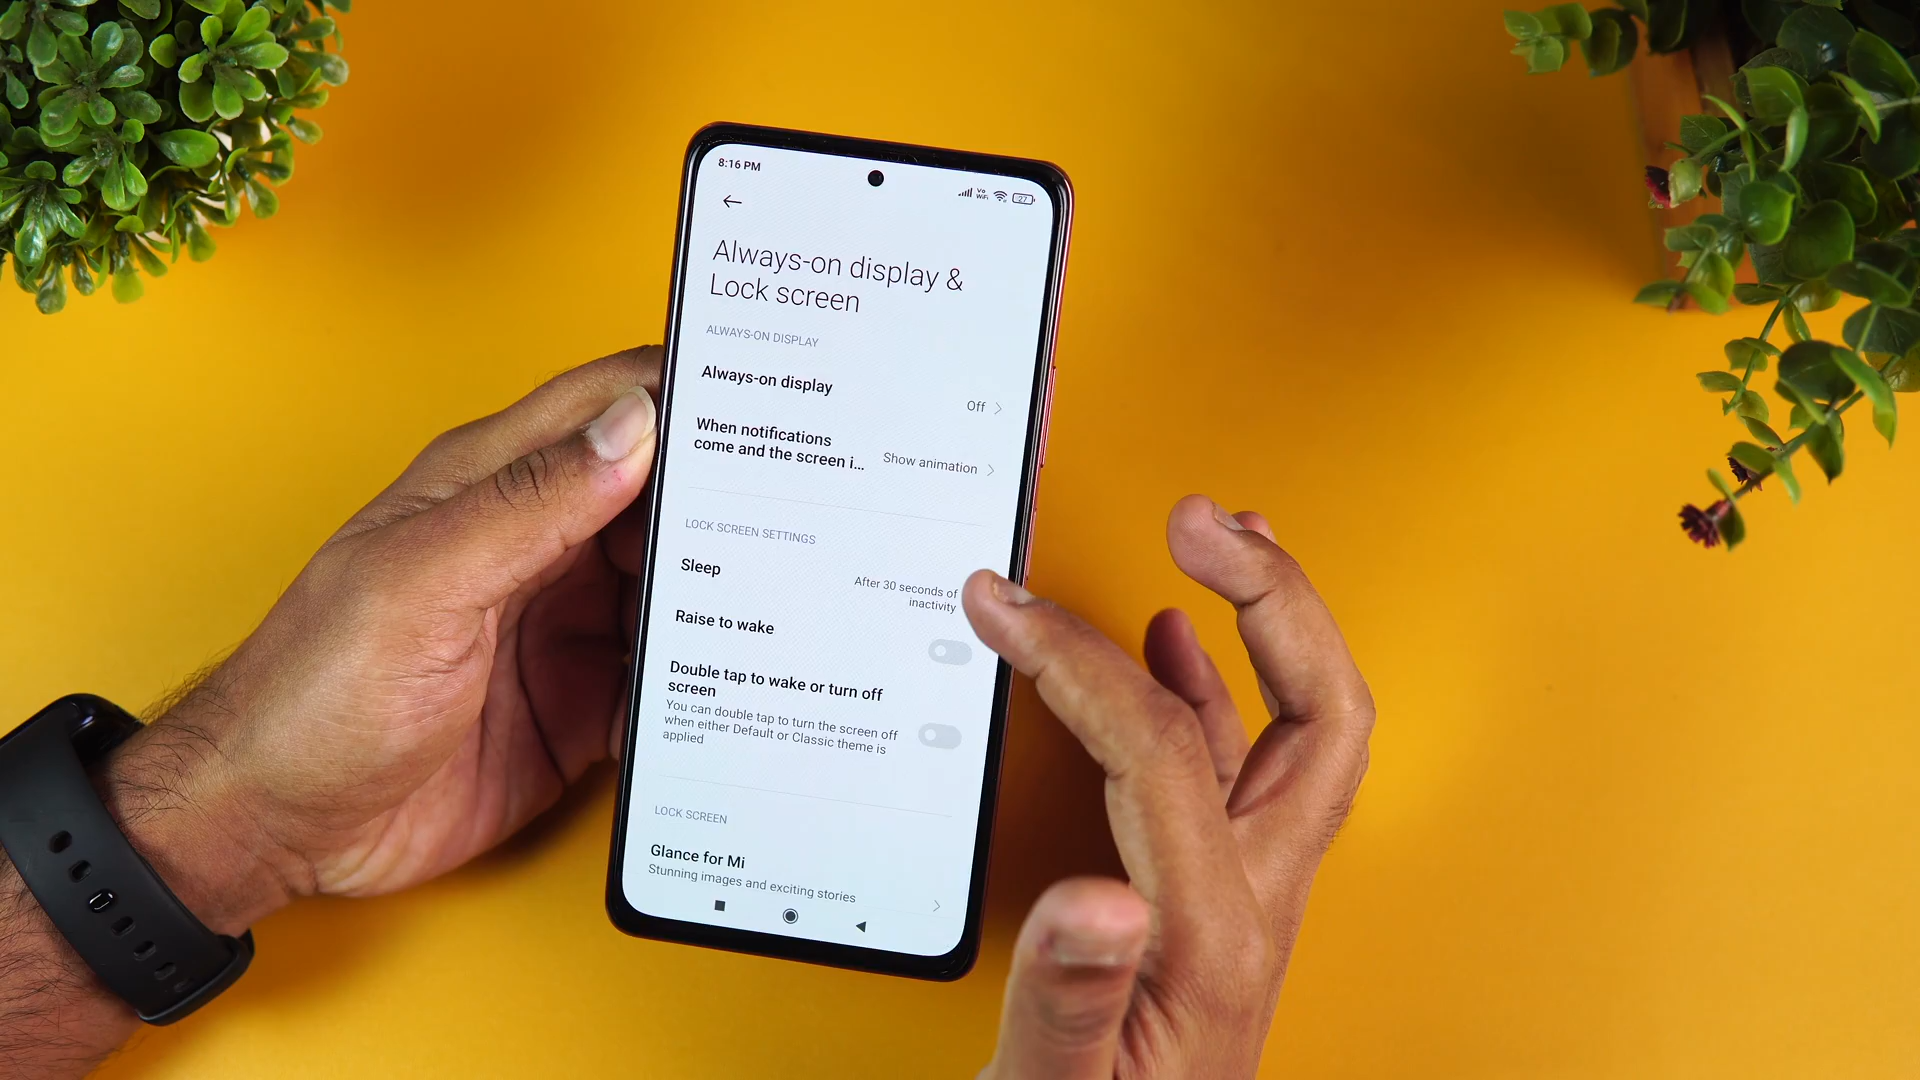 8:16 PM
Vo
WiFi
27
Always-on display &
Lock screen
ALWAYS-ON DISPLAY
Always-on display
Off
When notifications
come and the screen i...
Show animation
LOCK SCREEN SETTINGS
Sleep
After 30 seconds of
inactivity
Raise to wake
Double tap to wake or turn off
screen
You can double tap to turn the screen off
when either Default or Classic theme is
applied
LOCK SCREEN
Glance for Mi
Stunning images and exciting stories